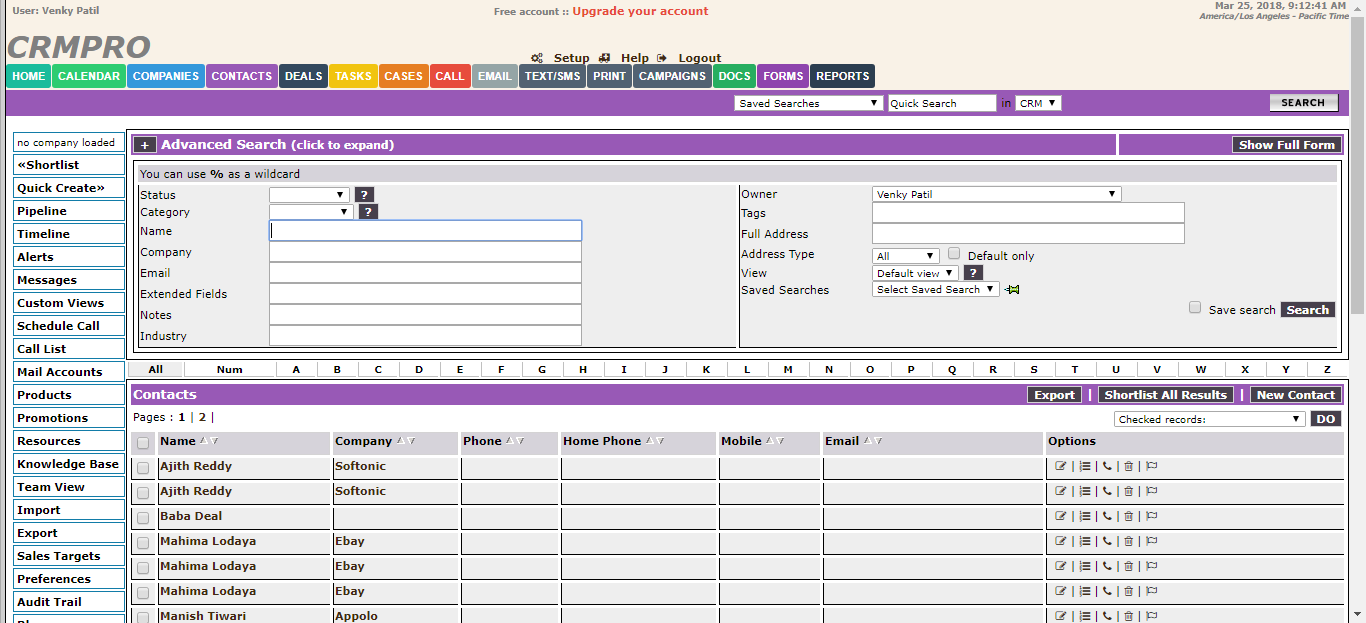 User: Venky Patil
Free account :: Upgrade your account
Mar 25, 2018, 9:12:41 AM
America/Los Angeles - Pacific Time
CRMPRO
Setup Help Logout
HOME CALENDAR COMPANIES CONTACTS DEALS TASKS CASES CALL EMAIL TEXT/SMS PRINT CAMPAIGNS DOCS FORMS REPORTS
Saved Searches Quick Search in CRM SEARCH
no company loaded
«Shortlist
Quick Create»
Pipeline
Timeline
Alerts
Messages
Custom Views
Schedule Call
Call List
Mail Accounts
Products
Promotions
Resources
Knowledge Base
Team View
Import
Export
Sales Targets
Preferences
Audit Trail
+ Advanced Search (click to expand) Show Full Form
You can use % as a wildcard
Status ?
Category ?
Name
Company
Email
Extended Fields
Notes
Industry
Owner Venky Patil
Tags
Full Address
Address Type All Default only
View Default view ?
Saved Searches Select Saved Search
Save search Search
All Num A B C D E F G H I J K L M N O P Q R S T U V W X Y Z
Contacts Export | Shortlist All Results | New Contact
Pages : 1 | 2 |
Checked records: DO
Name Company Phone Home Phone Mobile Email Options
Ajith Reddy Softonic | | | |
Ajith Reddy Softonic | | | |
Baba Deal | | | |
Mahima Lodaya Ebay | | | |
Mahima Lodaya Ebay | | | |
Mahima Lodaya Ebay | | | |
Manish Tiwari Appolo | | | |